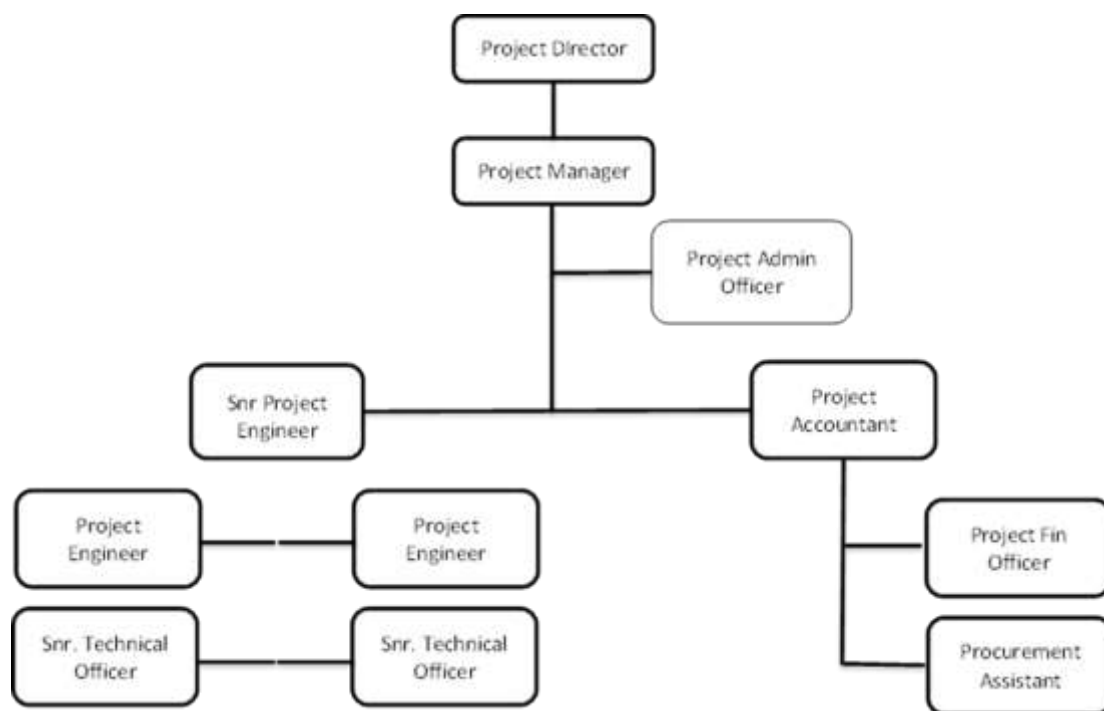 Project Director
Project Manager
Project Admin
Officer
Snr Project
Engineer
Project
Accountant
Project
Engineer
Project
Engineer
Project Fin
Officer
Snr. Technical
Officer
Snr. Technical
Officer
Procurement
Assistant